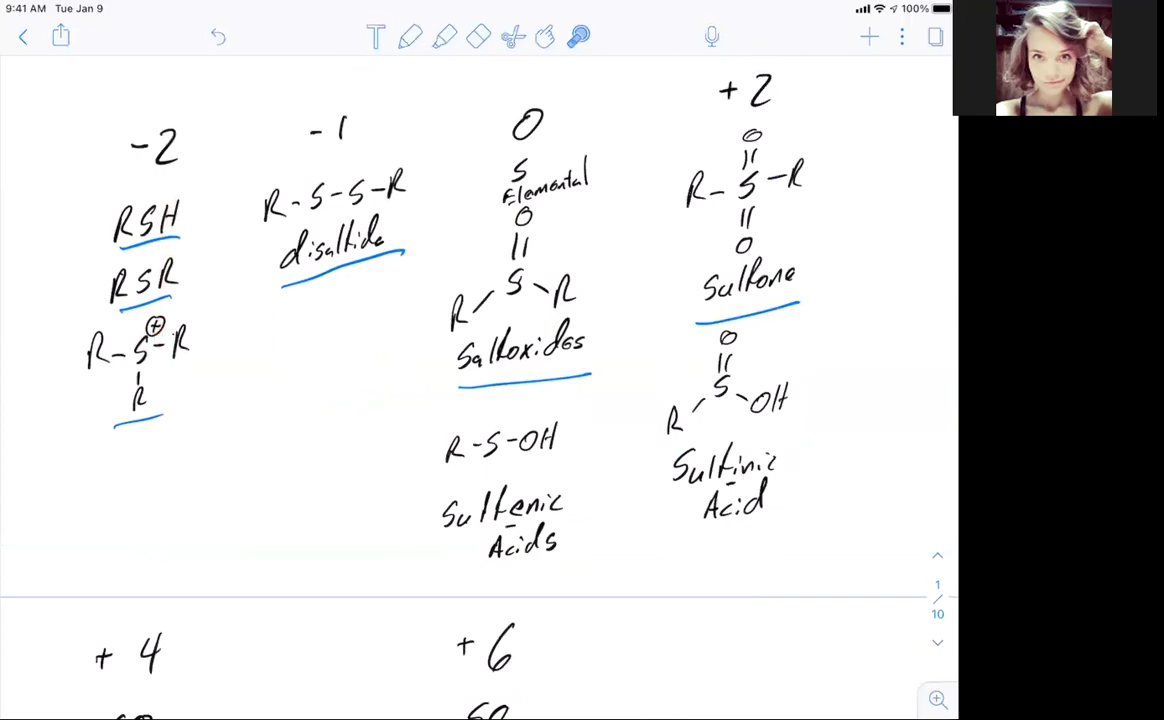 9:41 AM Tue Jan 9
100%
-2
RSH
RSR
R-S-R
+
R
-1
R-S-S-R
disulfide
0
S
Elemental
O
R S R
Sulfoxides
R-S-OH
Sulfenic
Acids
+2
O
R-S-R
O
Sulfone
O
R S OH
Sulfinic
Acid
1
/
10
+4
+6